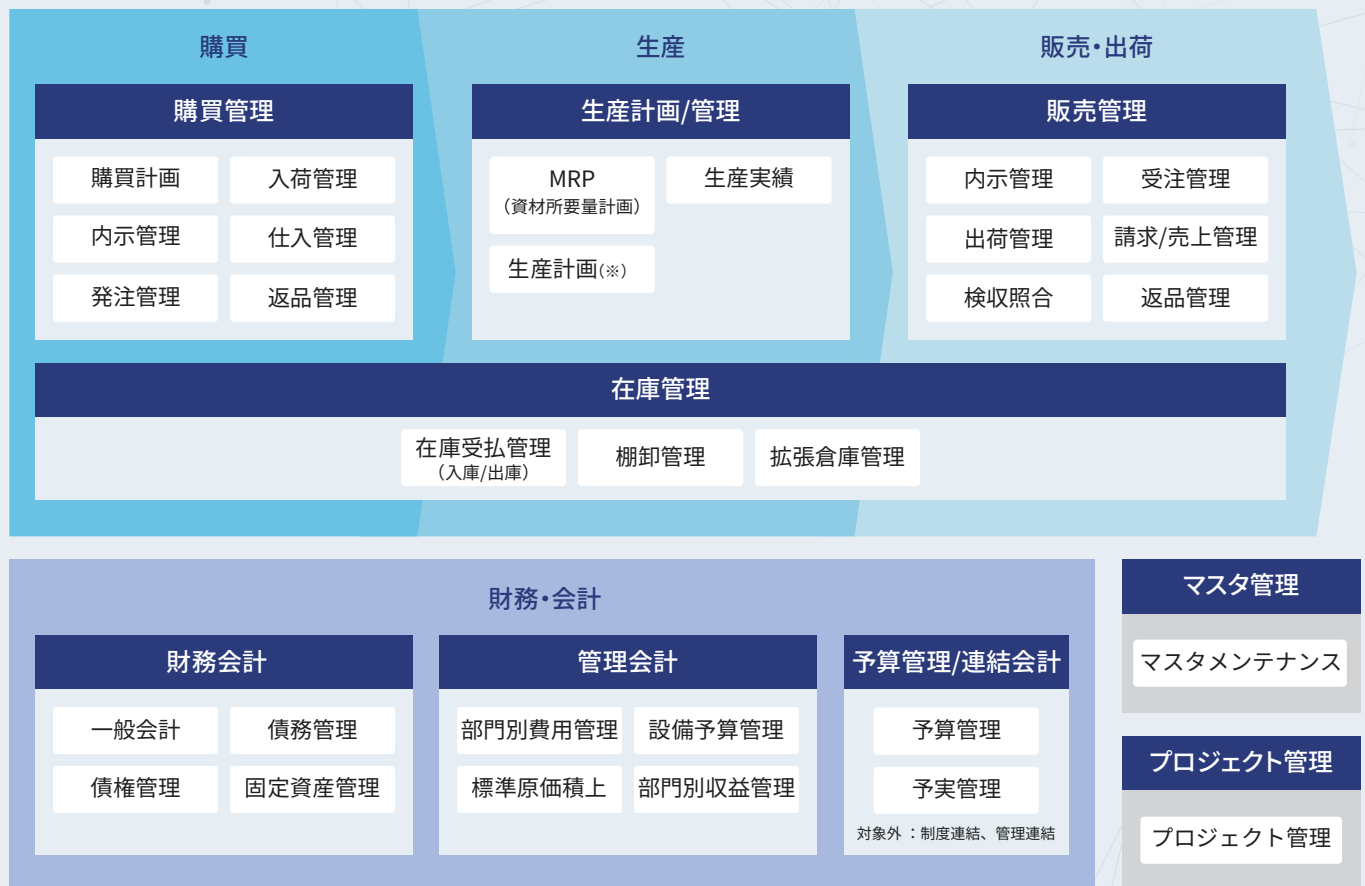 購買
購買管理
購買計画
入荷管理
内示管理
仕入管理
発注管理
返品管理
生産
生産計画/管理
MRP
（資材所要量計画）
生産実績
生産計画(※)
販売・出荷
販売管理
内示管理
受注管理
出荷管理
請求/売上管理
検収照合
返品管理
在庫管理
在庫受払管理
（入庫/出庫）
棚卸管理
拡張倉庫管理
財務・会計
財務会計
一般会計
債務管理
債権管理
固定資産管理
管理会計
部門別費用管理
設備予算管理
標準原価積上
部門別収益管理
予算管理/連結会計
予算管理
予実管理
対象外 ：制度連結、管理連結
マスタ管理
マスタメンテナンス
プロジェクト管理
プロジェクト管理